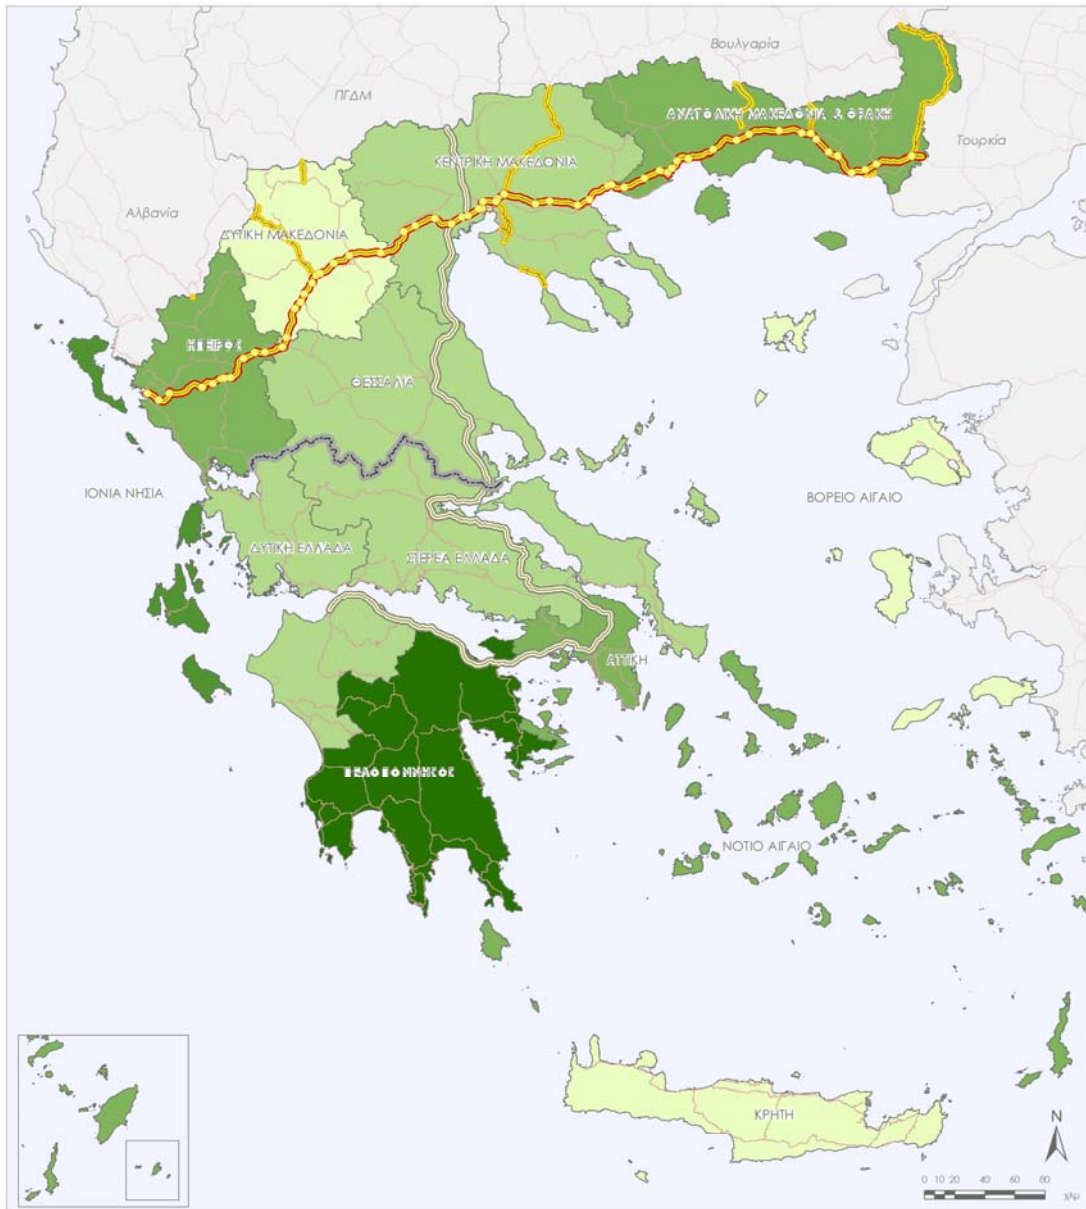 Βουλγαρία
ΠΓΔΜ
ΑΝΑΤΟΛΙΚΗ ΜΑΚΕΔΟΝΙΑ & ΘΡΑΚΗ
Τουρκία
ΚΕΝΤΡΙΚΗ ΜΑΚΕΔΟΝΙΑ
Αλβανία
ΔΥΤΙΚΗ ΜΑΚΕΔΟΝΙΑ
ΗΠΕΙΡΟΣ
ΘΕΣΣΑΛΙΑ
ΙΟΝΙΑ ΝΗΣΙΑ
ΒΟΡΕΙΟ ΑΙΓΑΙΟ
ΔΥΤΙΚΗ ΕΛΛΑΔΑ
ΣΤΕΡΕΑ ΕΛΛΑΔΑ
ΑΤΤΙΚΗ
ΠΕΛΟΠΟΝΝΗΣΟΣ
ΝΟΤΙΟ ΑΙΓΑΙΟ
ΚΡΗΤΗ
N
0 10 20 40 60 80
χλμ